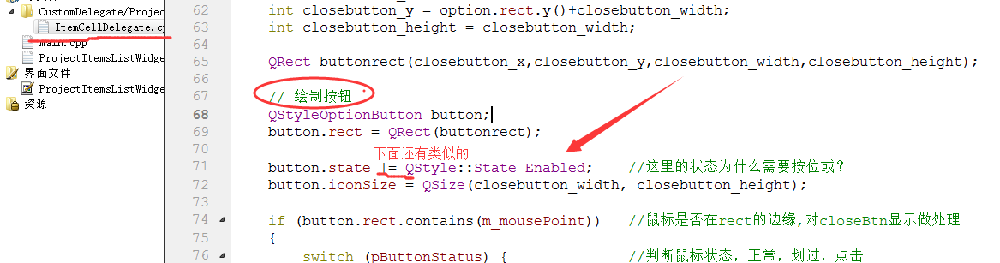 CustomDelegate/Projec
ItemCellDelegate.c
main.cpp
ProjectItemsListWidge
界面文件
ProjectItemsListWidge
资源
62 int closebutton_y = option.rect.y()+closebutton_width;
63 int closebutton_height = closebutton_width;
64
65 QRect buttonrect(closebutton_x,closebutton_y,closebutton_width,closebutton_height);
66
67 // 绘制按钮
68 QStyleOptionButton button;
69 button.rect = QRect(buttonrect);
70
下面还有类似的
71 button.state |= QStyle::State_Enabled; //这里的状态为什么需要按位或?
72 button.iconSize = QSize(closebutton_width, closebutton_height);
73
74 if (button.rect.contains(m_mousePoint)) //鼠标是否在rect的边缘,对closeBtn显示做处理
75 {
76 switch (pButtonStatus) { //判断鼠标状态，正常，划过，点击